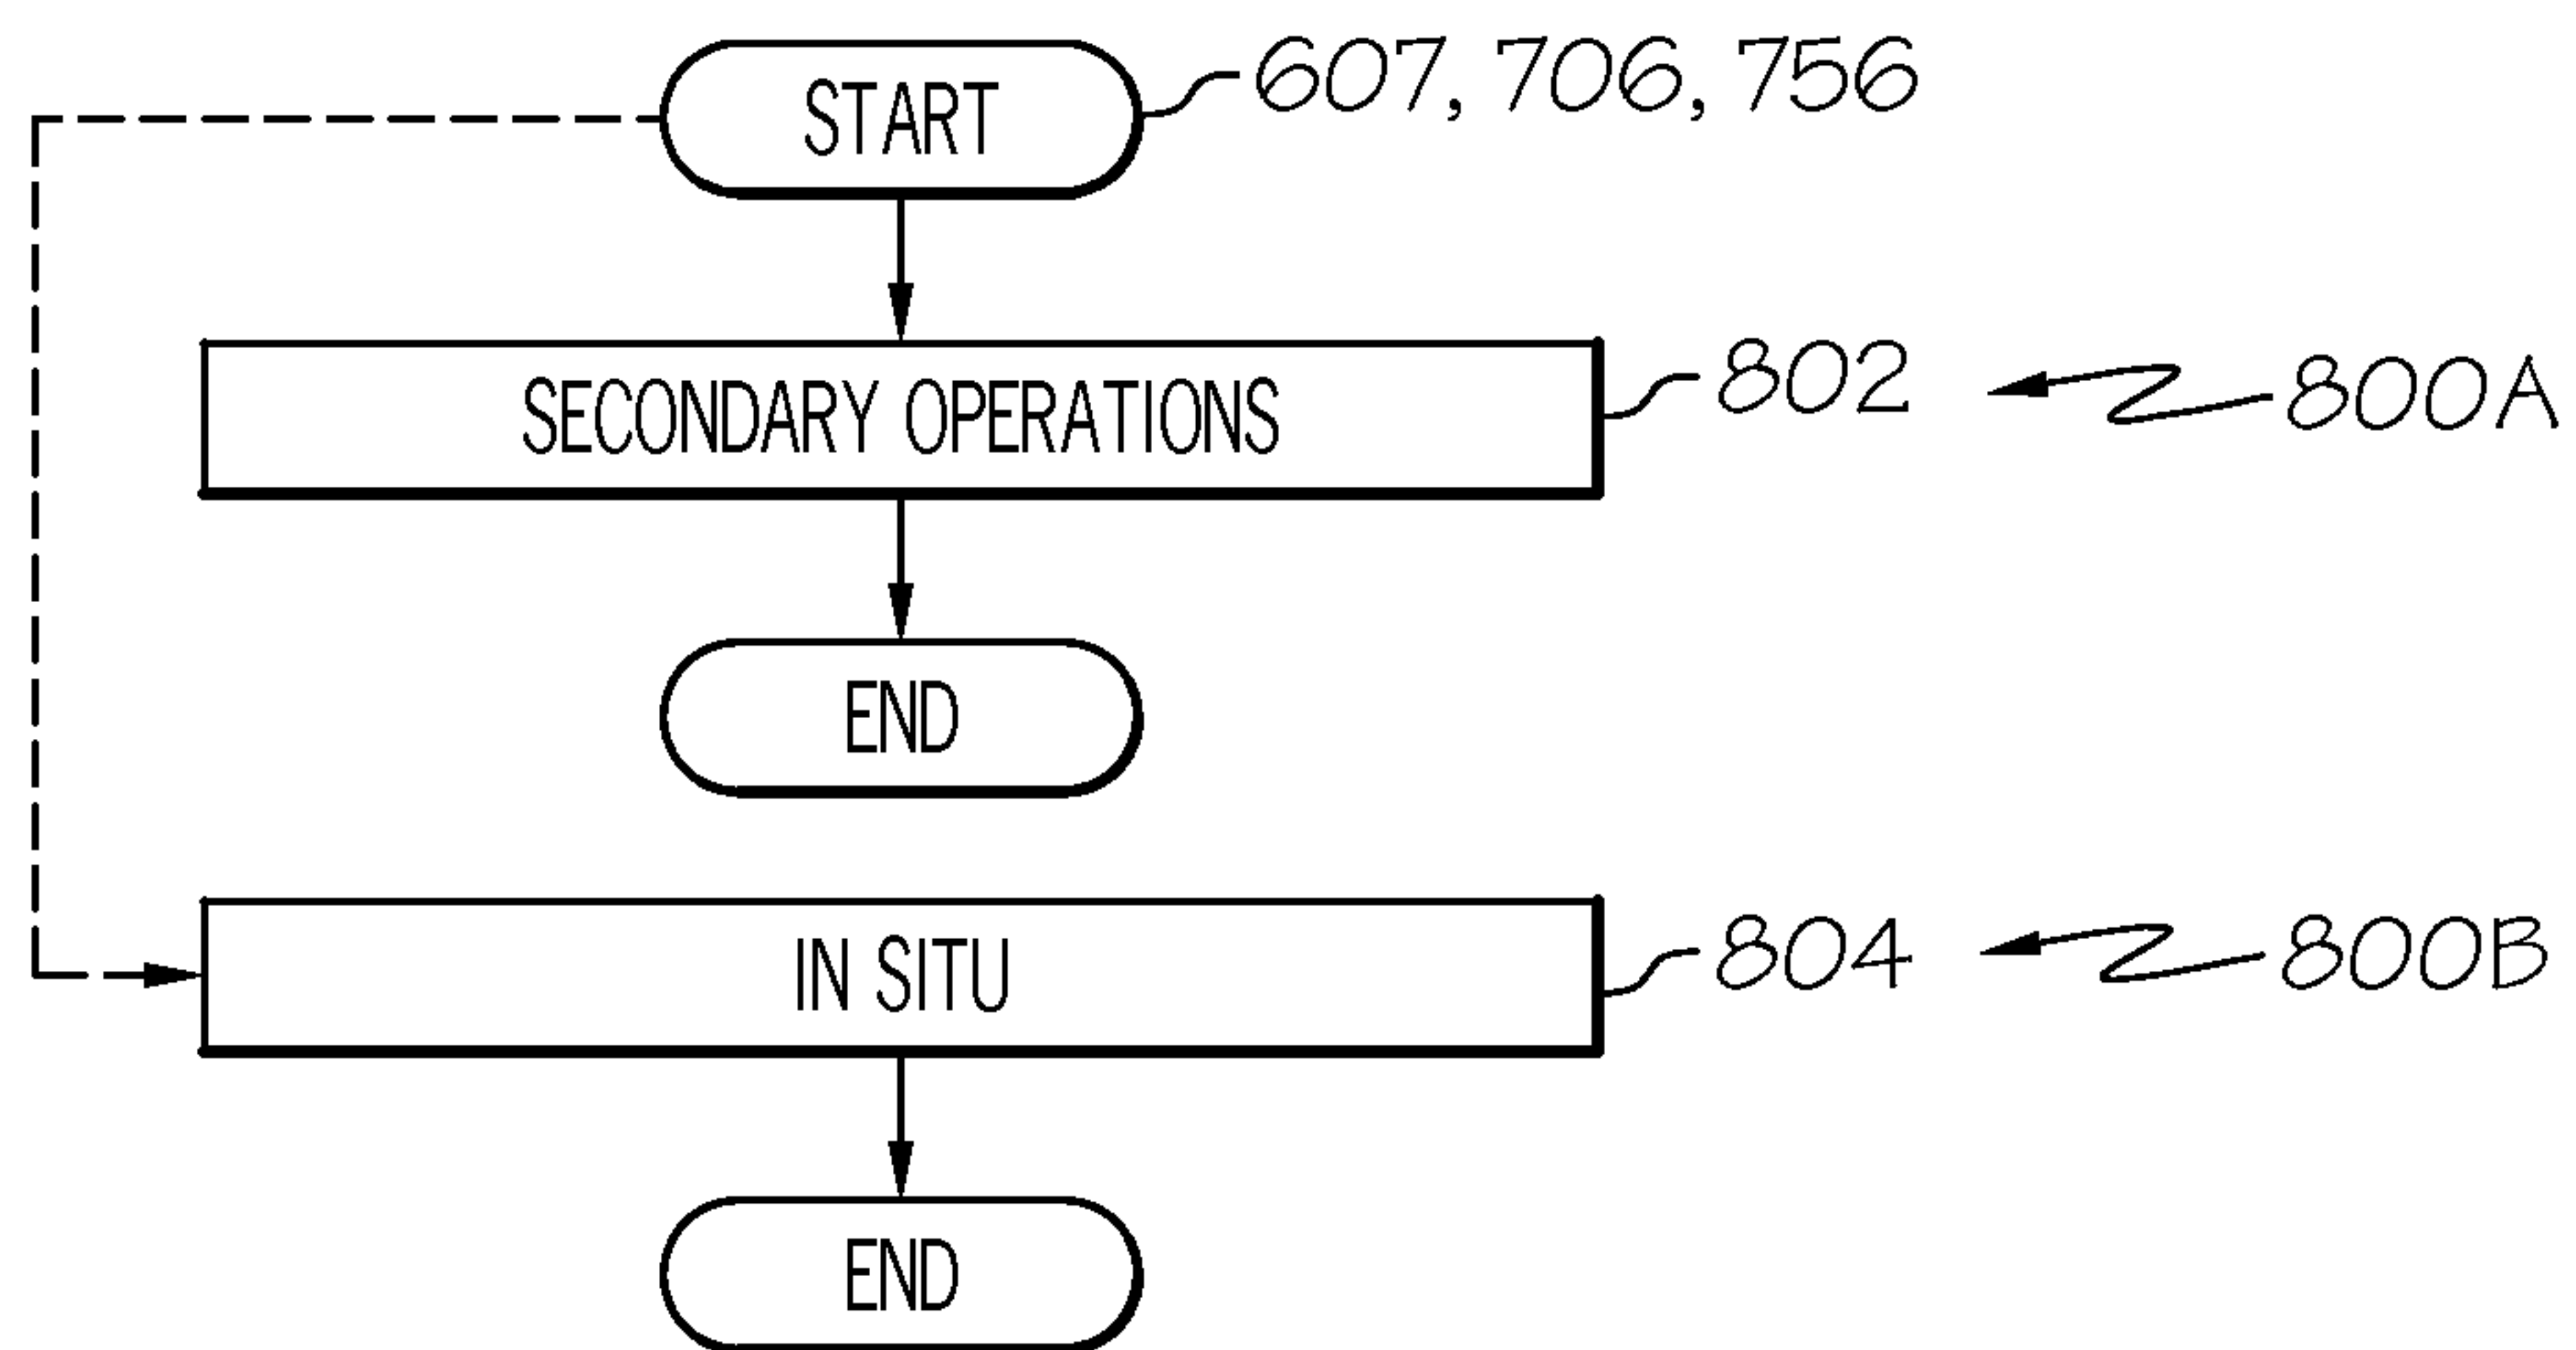 START 607, 706, 756
SECONDARY OPERATIONS 802 800A
END
IN SITU 804 800B
END